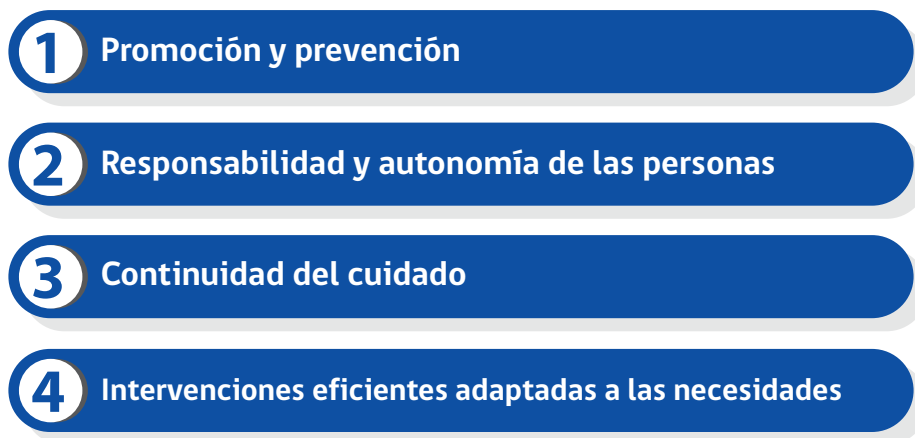 1 Promoción y prevención
2 Responsabilidad y autonomía de las personas
3 Continuidad del cuidado
4 Intervenciones eficientes adaptadas a las necesidades